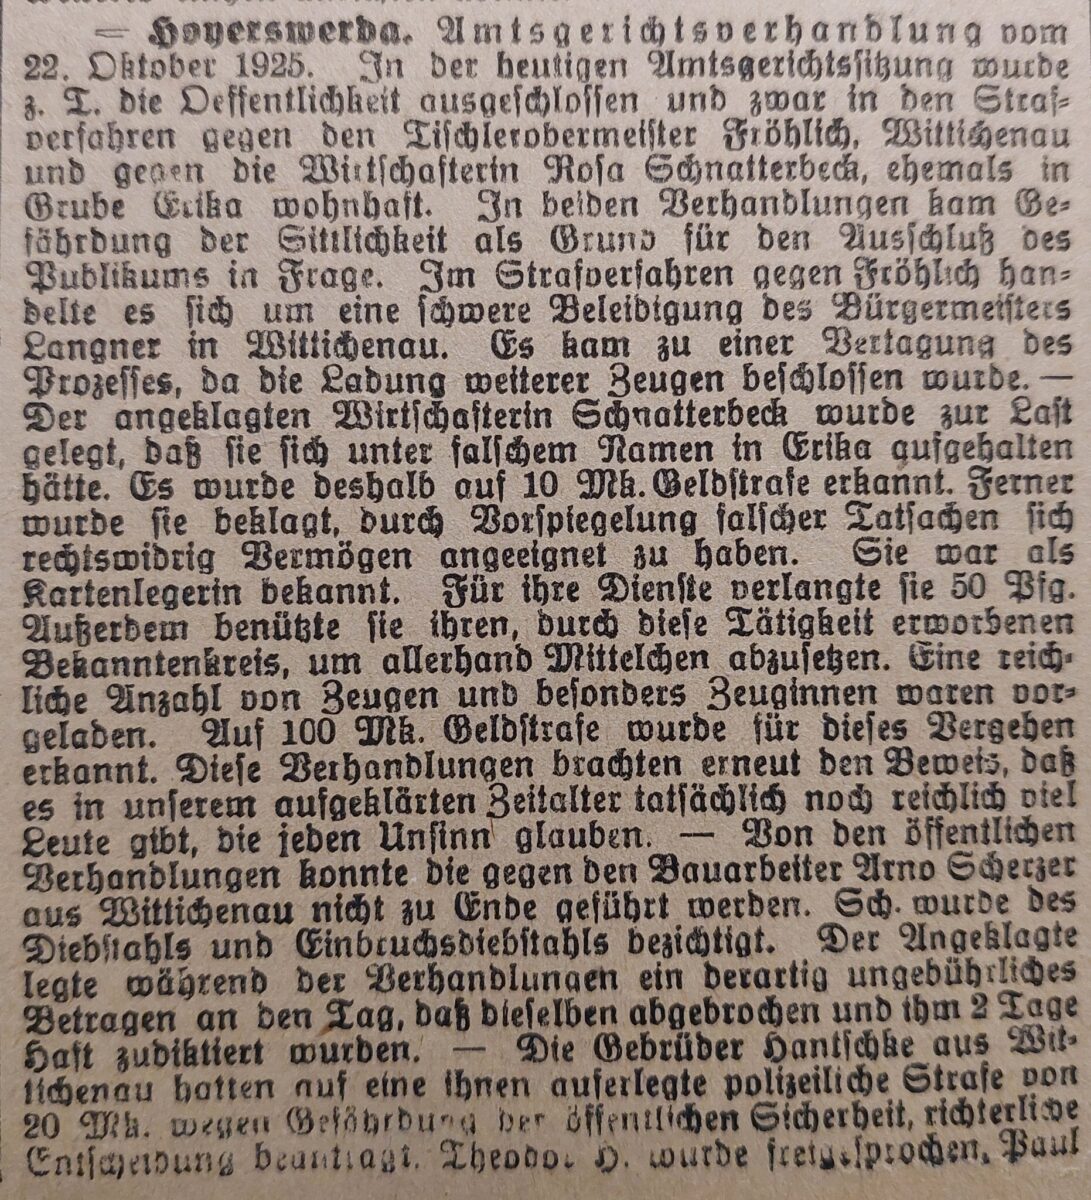 — Hoyerswerda. Amtsgerichtsverhandlung vom
22. Oktober 1925. In der heutigen Amtsgerichtssitzung wurde
z. T. die Oeffentlichkeit ausgeschlossen und zwar in den Straf-
verfahren gegen den Tischlerobermeister Fröhlich, Wittichenau
und gegen die Wirtschafterin Rosa Schnatterbeck, ehemals in
Grube Erika wohnhaft. In beiden Verhandlungen kam Ge-
fährdung der Sittlichkeit als Grund für den Ausschluß des
Publikums in Frage. Im Strafverfahren gegen Fröhlich han-
delte es sich um eine schwere Beleidigung des Bürgermeisters
Langner in Wittichenau. Es kam zu einer Vertagung des
Prozesses, da die Ladung weiterer Zeugen beschlossen wurde. —
Der angeklagten Wirtschafterin Schnatterbeck wurde zur Last
gelegt, daß sie sich unter falschem Namen in Erika aufgehalten
hätte. Es wurde deshalb auf 10 Mk. Geldstrafe erkannt. Ferner
wurde sie beklagt, durch Vorspiegelung falscher Tatsachen sich
rechtswidrig Vermögen angeeignet zu haben. Sie war als
Kartenlegerin bekannt. Für ihre Dienste verlangte sie 50 Pfg.
Außerdem benützte sie ihren, durch diese Tätigkeit erworbenen
Bekanntenkreis, um allerhand Mittelchen abzusetzen. Eine reich-
liche Anzahl von Zeugen und besonders Zeuginnen waren vor-
geladen. Auf 100 Mk. Geldstrafe wurde für dieses Vergehen
erkannt. Diese Verhandlungen brachten erneut den Beweis, daß
es in unserem aufgeklärten Zeitalter tatsächlich noch reichlich viel
Leute gibt, die jeden Unsinn glauben. — Von den öffentlichen
Verhandlungen konnte die gegen den Bauarbeiter Arno Scherzer
aus Wittichenau nicht zu Ende geführt werden. Sch. wurde des
Diebstahls und Einbruchsdiebstahls bezichtigt. Der Angeklagte
legte während der Verhandlungen ein derartig ungebührliches
Betragen an den Tag, daß dieselben abgebrochen und ihm 2 Tage
Haft zudiktiert wurden. — Die Gebrüder Hantschke aus Wit-
tichenau hatten auf eine ihnen auferlegte polizeiliche Strafe von
20 Mk. wegen Gefährdung der öffentlichen Sicherheit, richterliche
Entscheidung beantragt. Theodor H. wurde freigesprochen, Paul